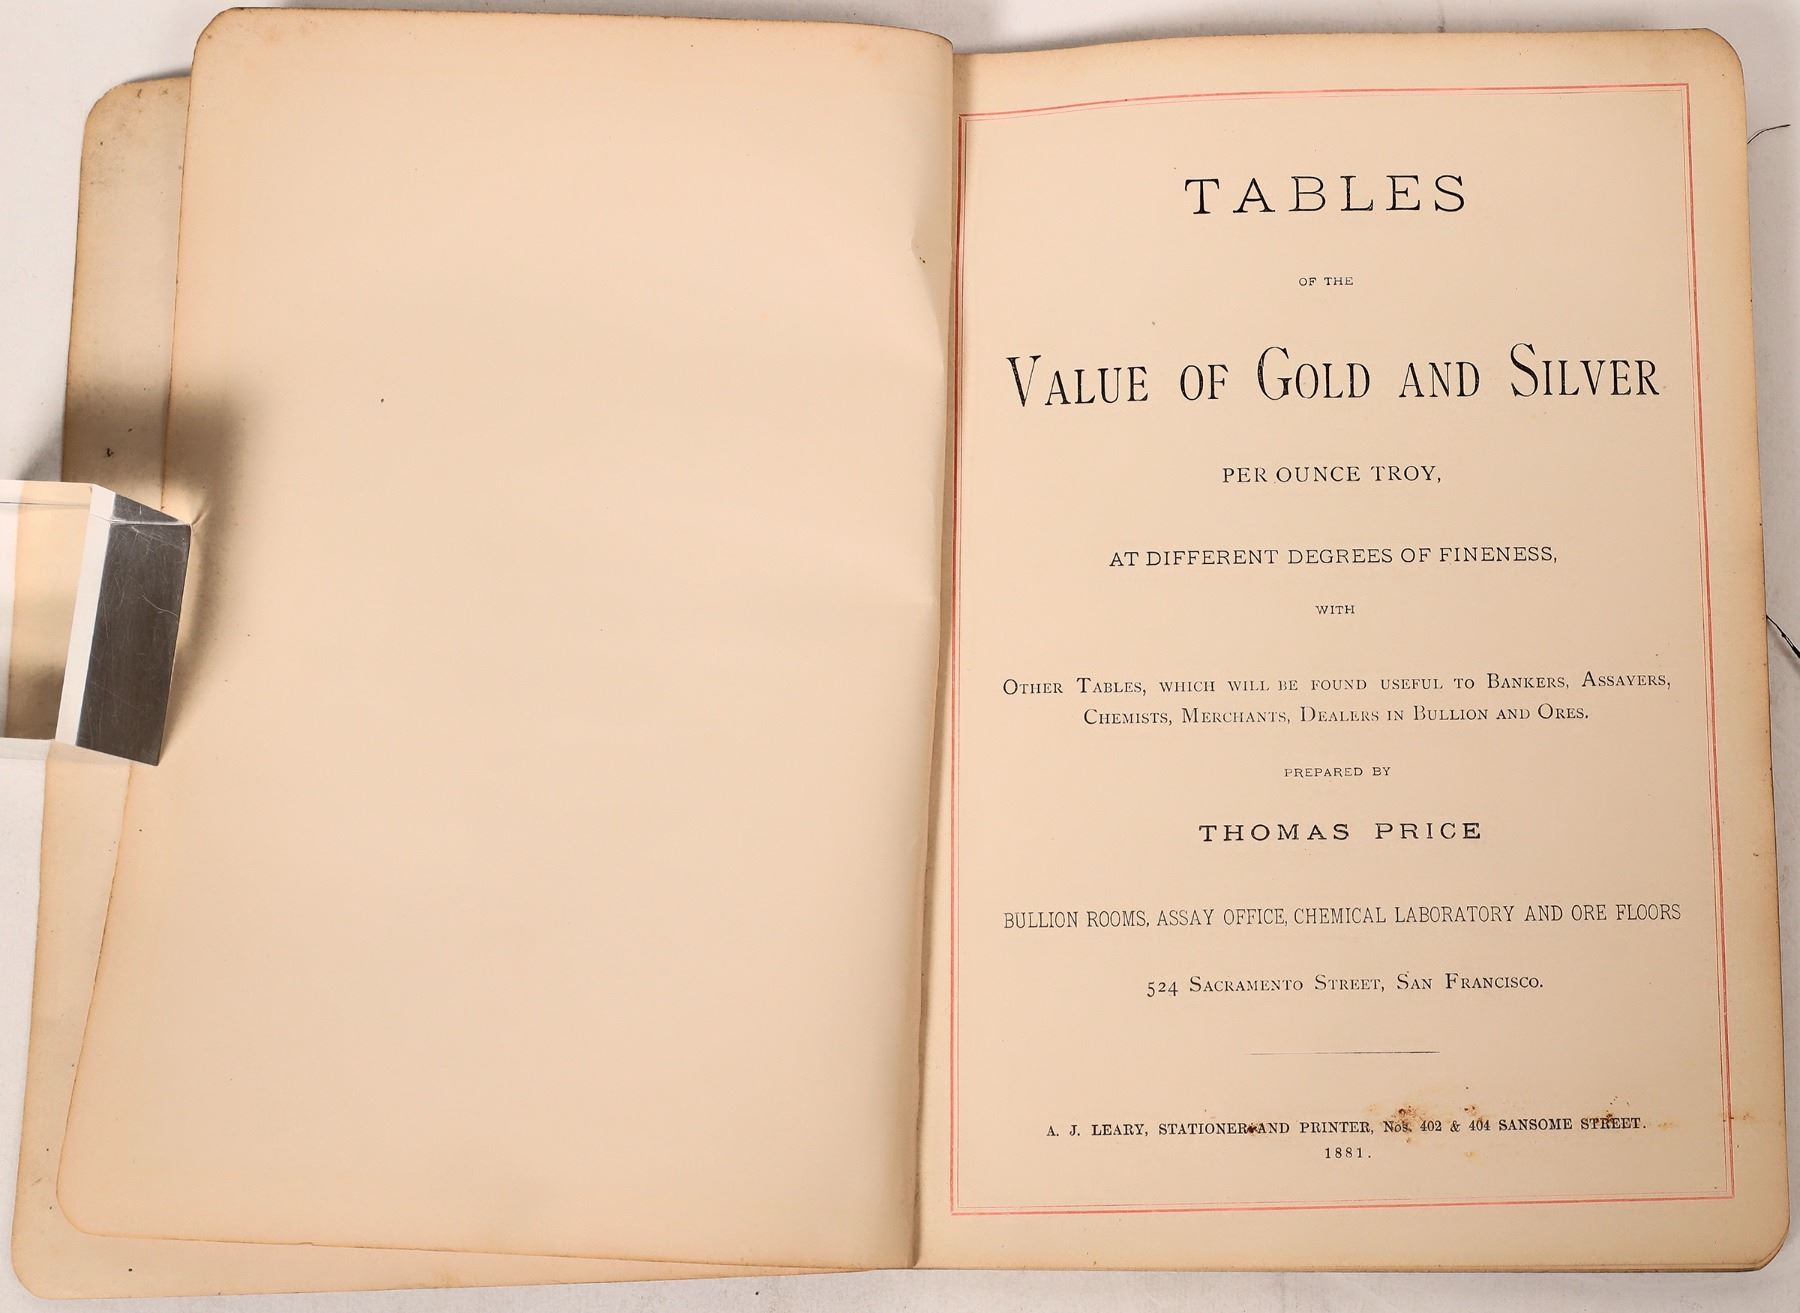 TABLES
OF THE
VALUE OF GOLD AND SILVER
PER OUNCE TROY,
AT DIFFERENT DEGREES OF FINENESS,
WITH
OTHER TABLES, WHICH WILL BE FOUND USEFUL TO BANKERS, ASSAYERS,
CHEMISTS, MERCHANTS, DEALERS IN BULLION AND ORES.
PREPARED BY
THOMAS PRICE
BULLION ROOMS, ASSAY OFFICE, CHEMICAL LABORATORY AND ORE FLOORS
524 SACRAMENTO STREET, SAN FRANCISCO.
A. J. LEARY, STATIONER AND PRINTER, Nos. 402 & 404 SANSOME STREET.
1881.